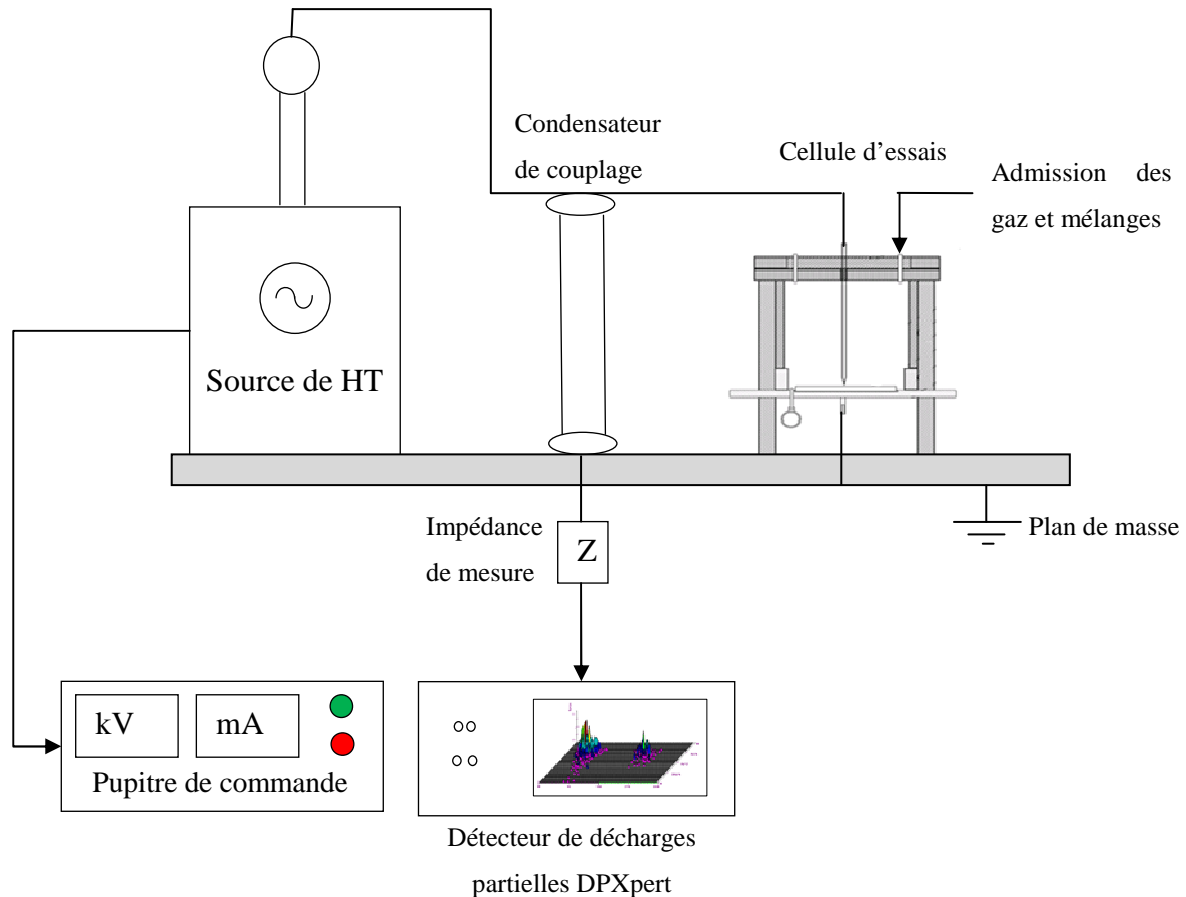 Condensateur
de couplage
Cellule d'essais
Admission des
gaz et mélanges
Source de HT
Impédance
de mesure
Z
Plan de masse
kV
mA
Pupitre de commande
Détecteur de décharges
partielles DPXpert